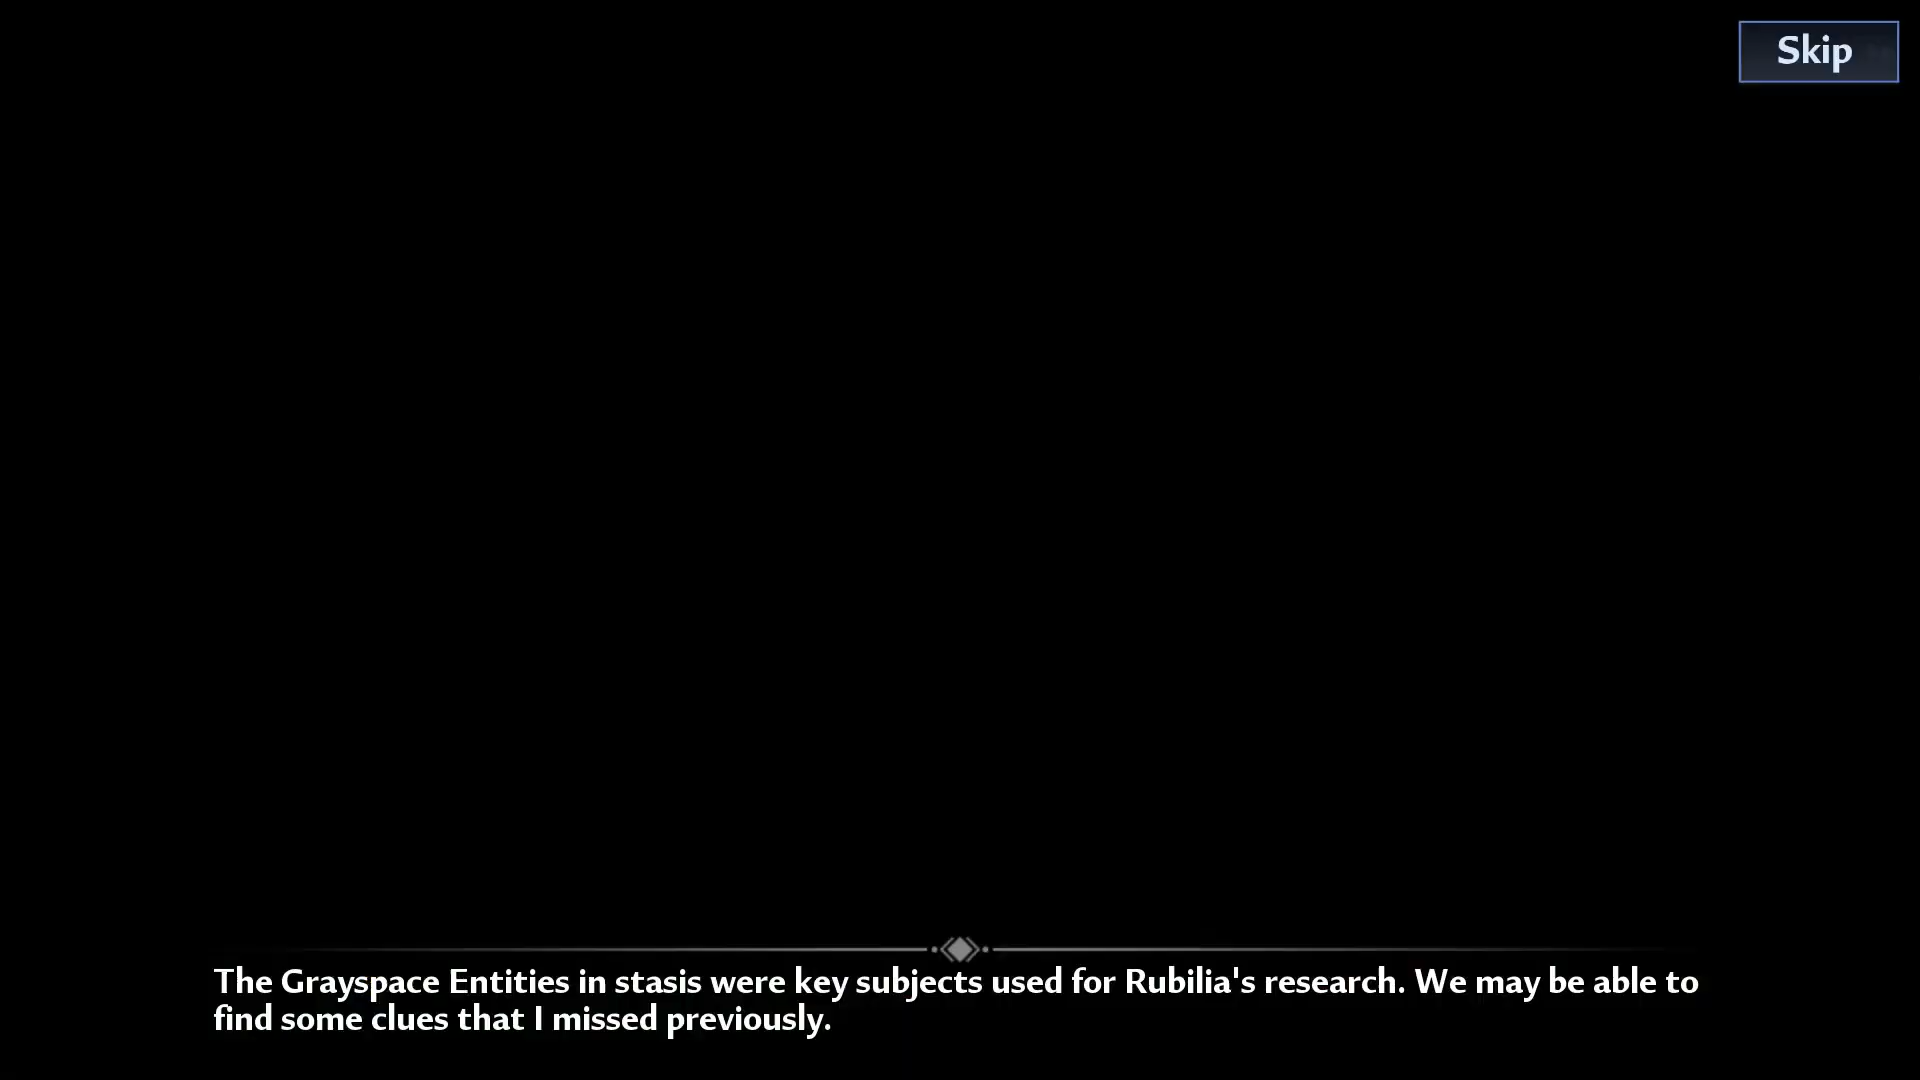 Skip
The Grayspace Entities in stasis were key subjects used for Rubilia's research. We may be able to
find some clues that I missed previously.